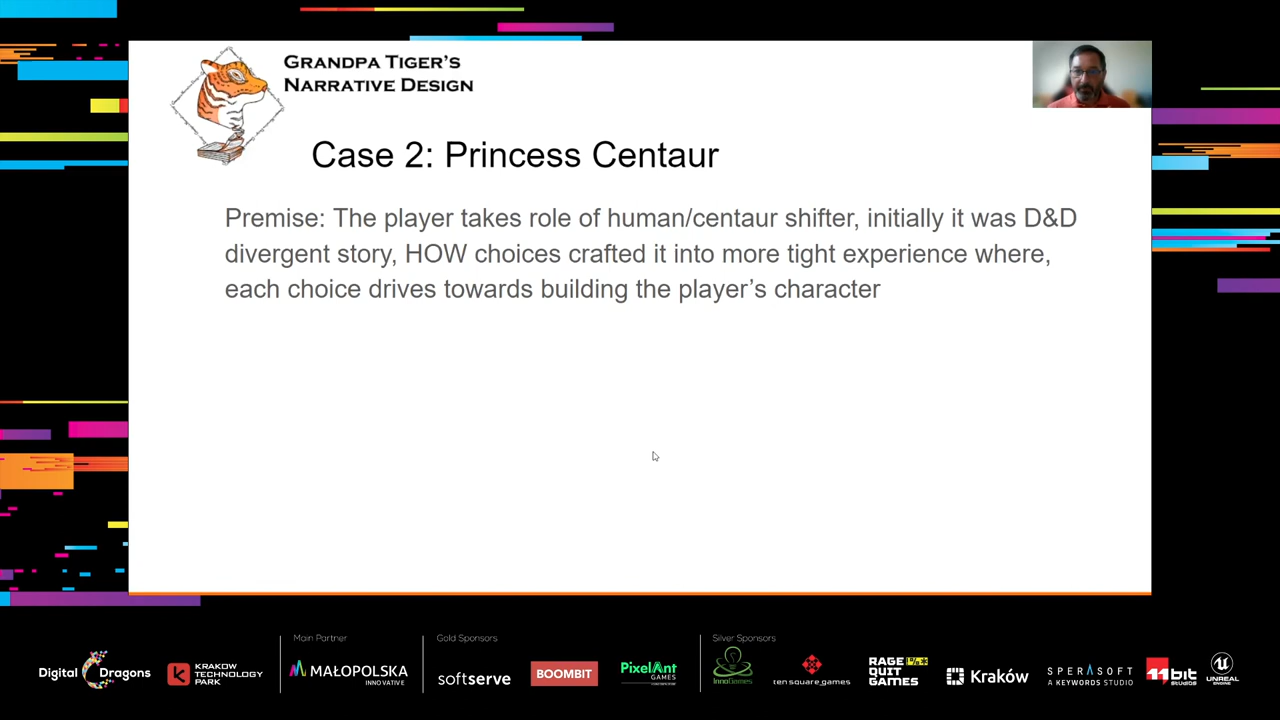 GRANDPA TIGER'S
NARRATIVE DESIGN
Case 2: Princess Centaur
Premise: The player takes role of human/centaur shifter, initially it was D&D
divergent story, HOW choices crafted it into more tight experience where,
each choice drives towards building the player's character
Main Partner
Gold Sponsors
Silver Sponsors
Digital Dragons
KRAKOW
TECHNOLOGY
PARK
MAŁOPOLSKA
INNOVATIVE
softserve
BOOMBIT
PixelAnt
GAMES
InnoGames
ten square games
RAGE
QUIT
GAMES
Kraków
SPERASOFT
A KEYWORDS STUDIO
11 bit
STUDIOS
UNREAL
ENGINE